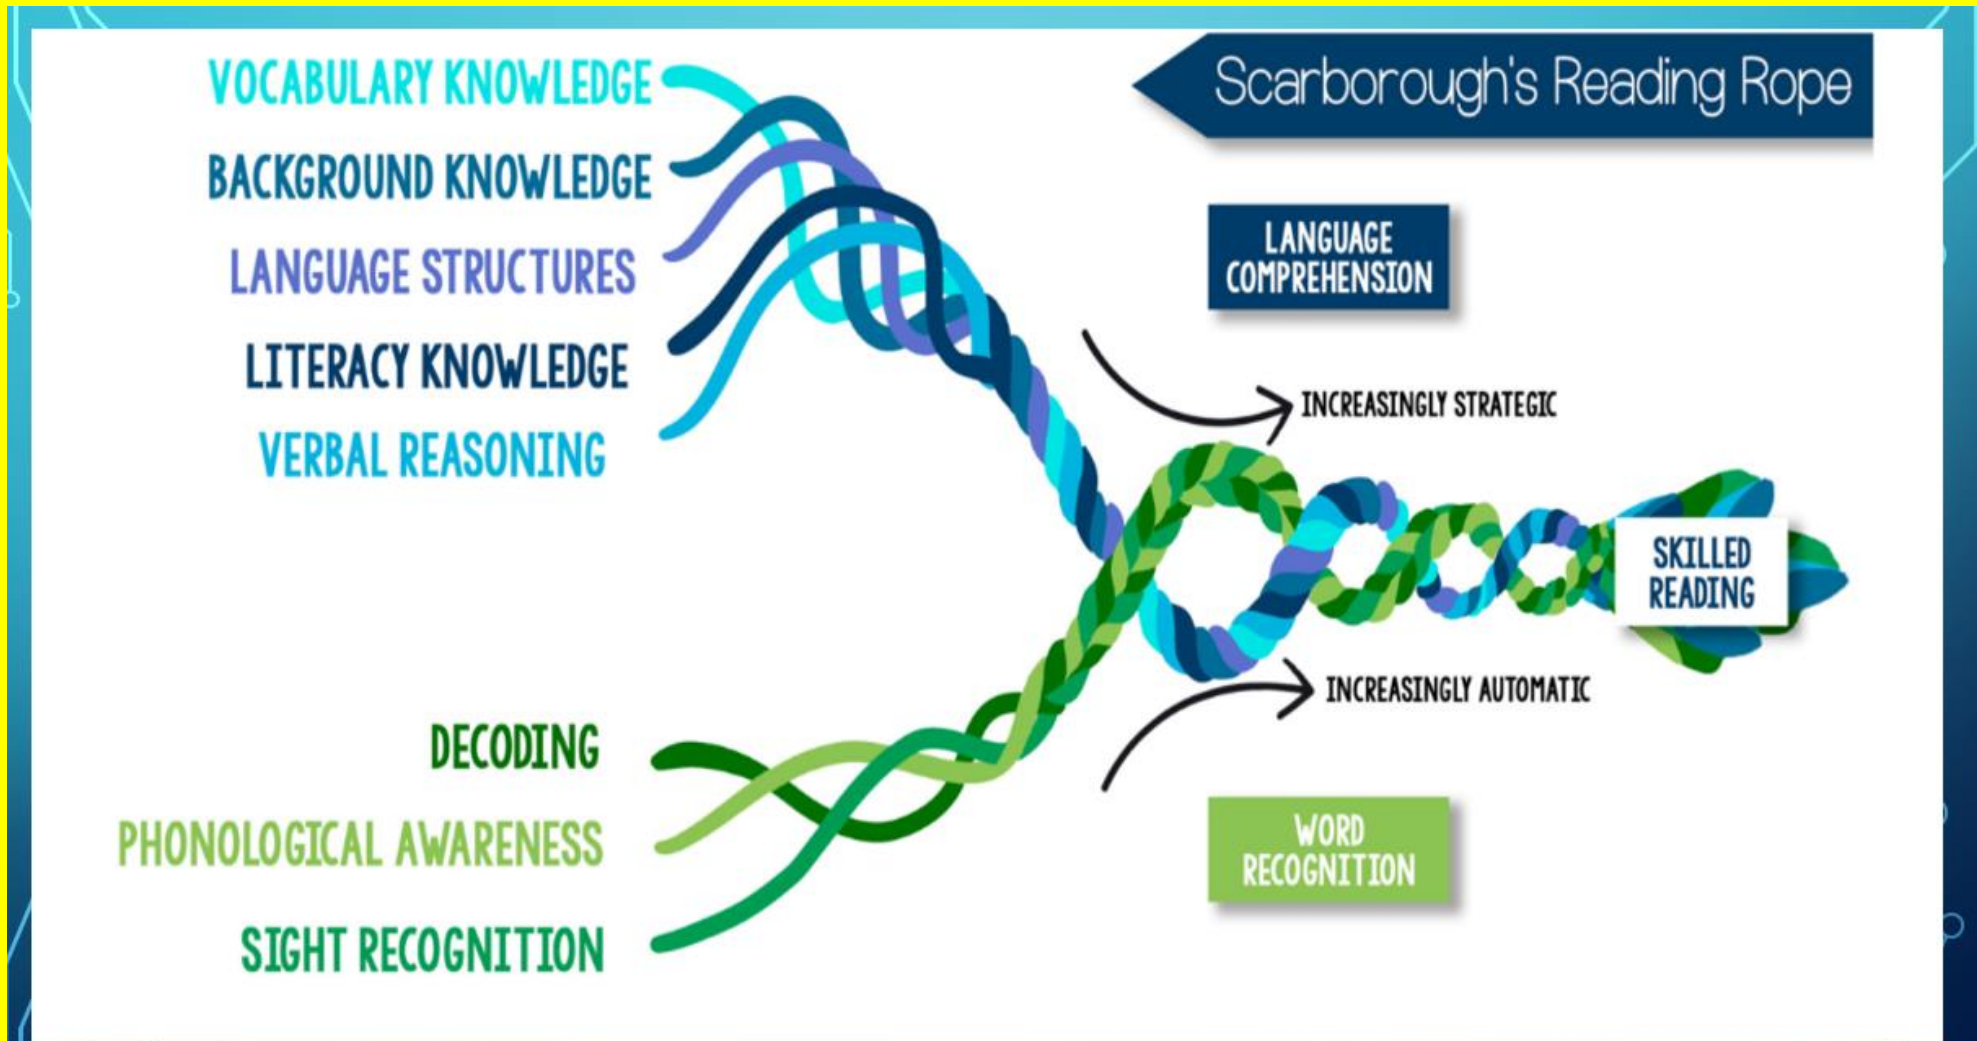 Scarborough's Reading Rope
VOCABULARY KNOWLEDGE
BACKGROUND KNOWLEDGE
LANGUAGE STRUCTURES
LITERACY KNOWLEDGE
VERBAL REASONING
LANGUAGE
COMPREHENSION
INCREASINGLY STRATEGIC
SKILLED
READING
INCREASINGLY AUTOMATIC
DECODING
PHONOLOGICAL AWARENESS
SIGHT RECOGNITION
WORD
RECOGNITION